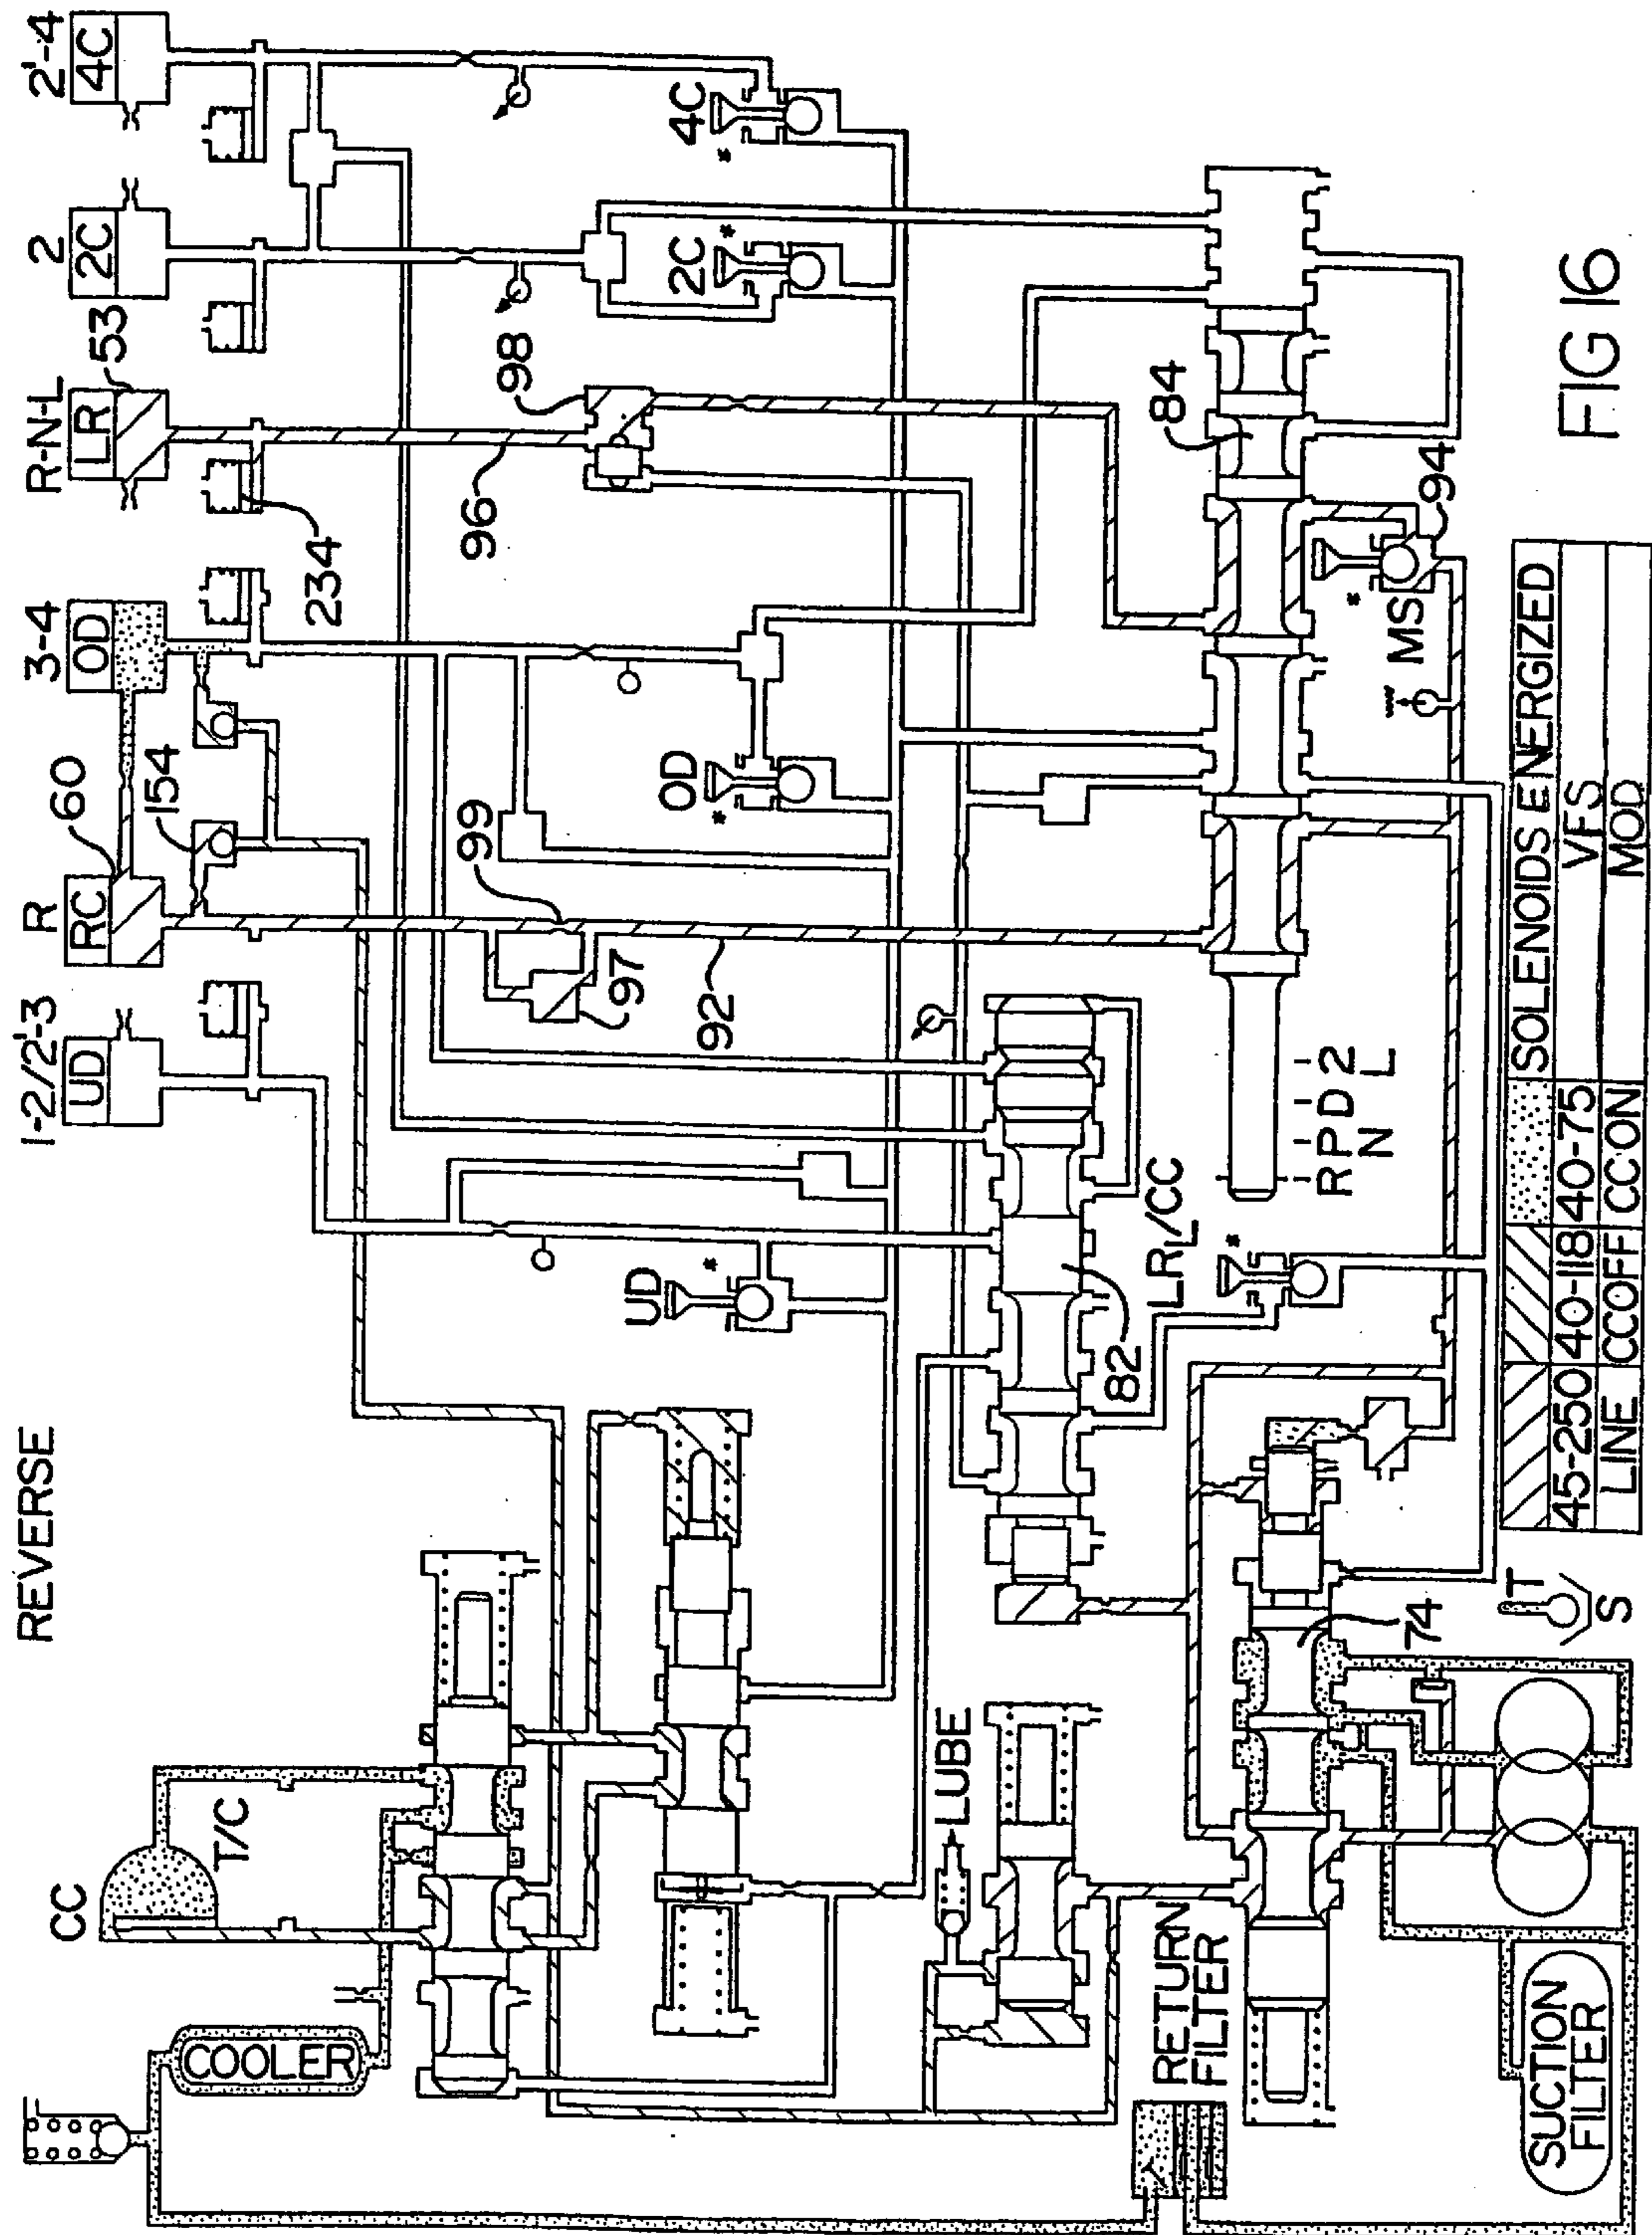 REVERSE
1-2/2'-3
UD
R
RC
60
3-4
OD
R-N-L
LR
53
2
2C
2'-4
4C
154
234
CC
T/C
COOLER
99
97
92
96
98
OD
2C
4C
*
*
*
UD
*
LUBE
82
LR/CC
*
84
R P D 2
N L
MS
*
94
RETURN
FILTER
74
T
S
SUCTION
FILTER
SOLENOIDS ENERGIZED
45-250 40-118 40-75 VFS
LINE CCOFF CCON MOD
FIG 16